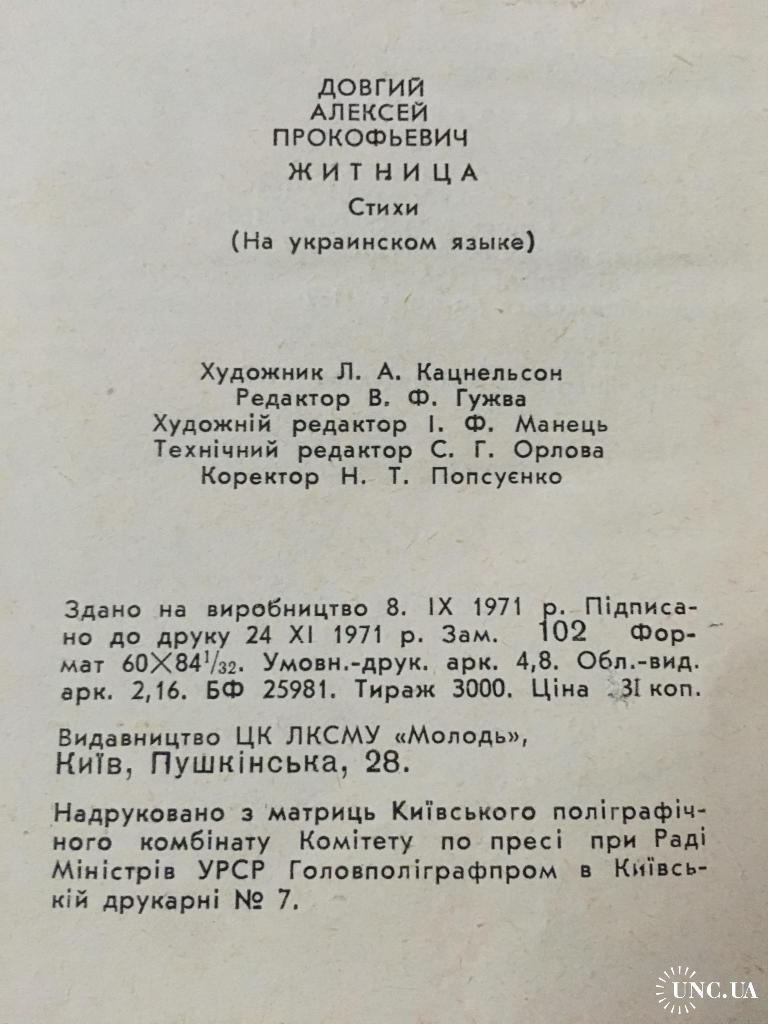 ДОВГИЙ
АЛЕКСЕЙ
ПРОКОФЬЕВИЧ
ЖИТНИЦА
Стихи
(На украинском языке)
Художник Л. А. Кацнельсон
Редактор В. Ф. Гужва
Художній редактор І. Ф. Манець
Технічний редактор С. Г. Орлова
Коректор Н. Т. Попсуєнко
Здано на виробництво 8. IX 1971 р. Підписа-
но до друку 24 XI 1971 р. Зам. 102 Фор-
мат 60×84¹/₃₂. Умовн.-друк. арк. 4,8. Обл.-вид.
арк. 2,16. БФ 25981. Тираж 3000. Ціна 31 коп.
Видавництво ЦК ЛКСМУ «Молодь»,
Київ, Пушкінська, 28.
Надруковано з матриць Київського поліграфіч-
ного комбінату Комітету по пресі при Раді
Міністрів УРСР Головполіграфпром в Київсь-
кій друкарні № 7.
UNC.UA